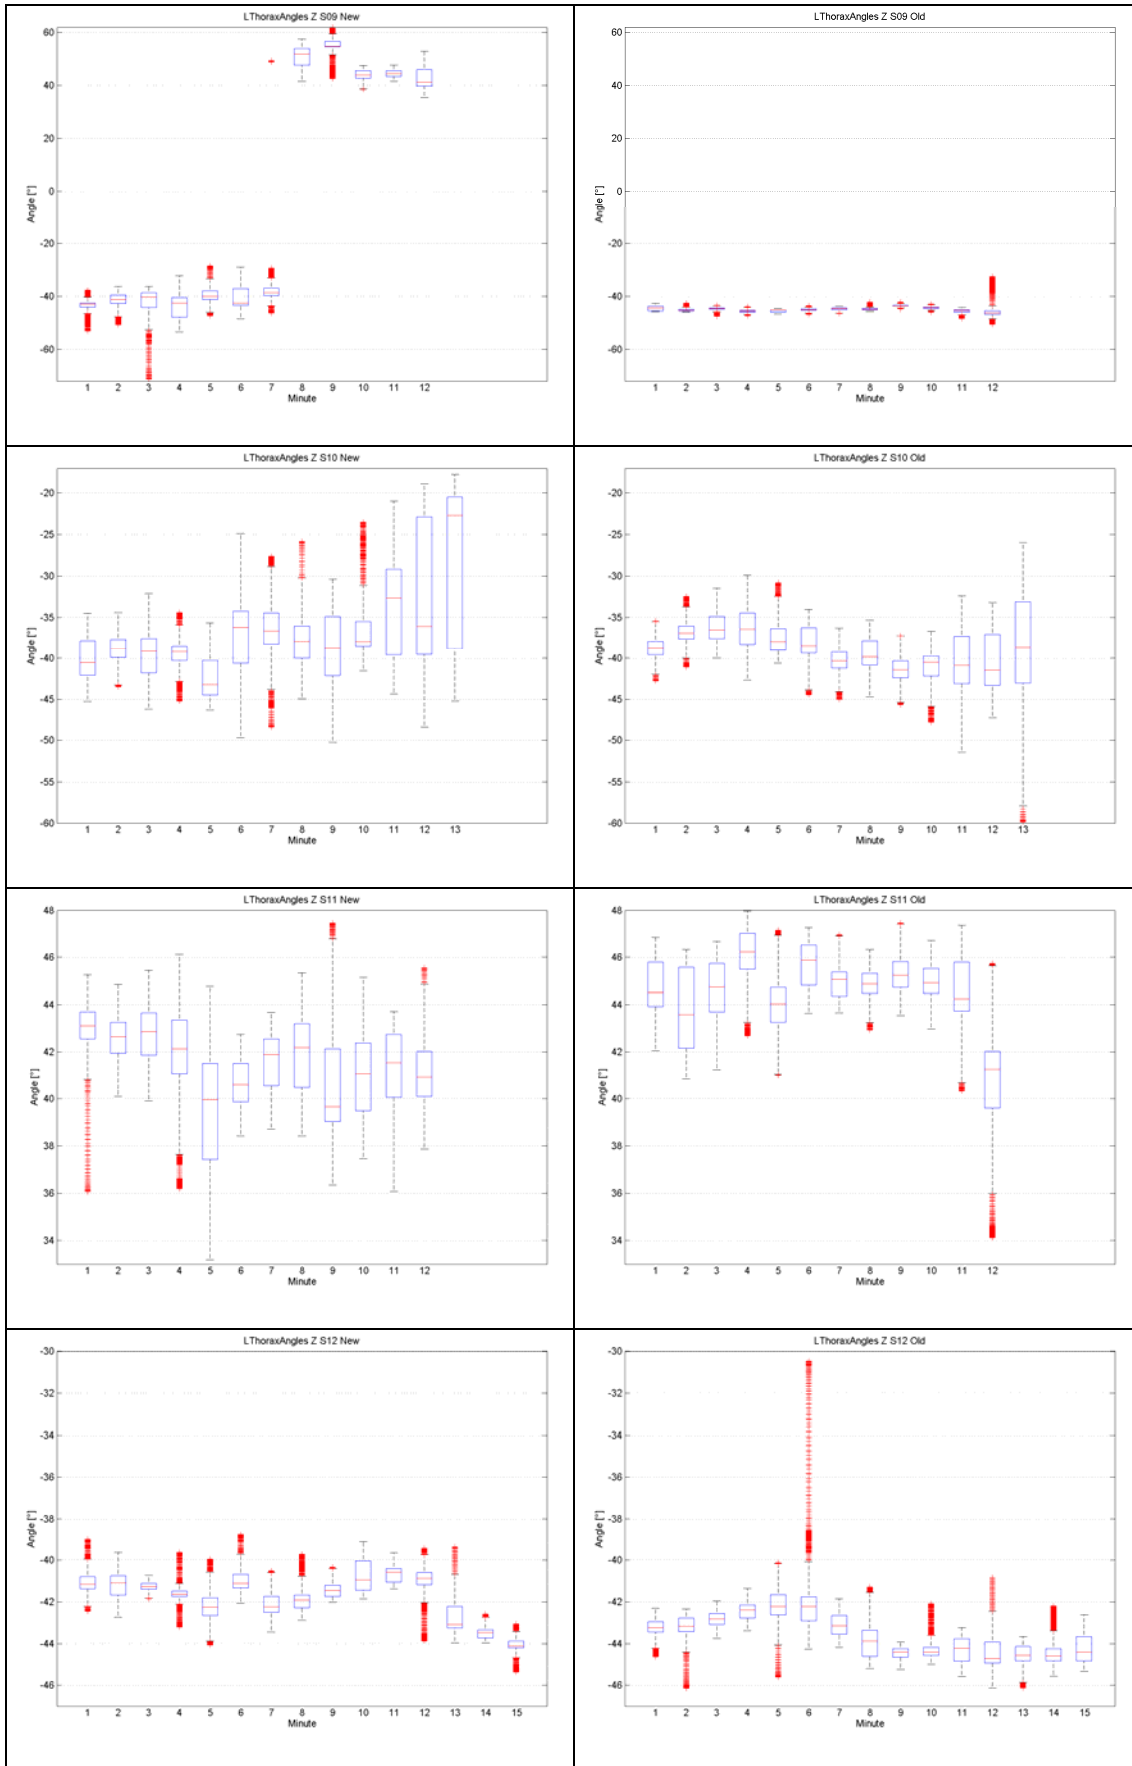 LThoraxAngles Z S09 New
60
40
20
0
-20
-40
-60
Angle [°]
1 2 3 4 5 6 7 8 9 10 11 12
Minute
LThoraxAngles Z S09 Old
60
40
20
0
-20
-40
-60
Angle [°]
1 2 3 4 5 6 7 8 9 10 11 12
Minute
LThoraxAngles Z S10 New
-20
-25
-30
-35
-40
-45
-50
-55
-60
Angle [°]
1 2 3 4 5 6 7 8 9 10 11 12 13
Minute
LThoraxAngles Z S10 Old
-20
-25
-30
-35
-40
-45
-50
-55
-60
Angle [°]
1 2 3 4 5 6 7 8 9 10 11 12 13
Minute
LThoraxAngles Z S11 New
48
46
44
42
40
38
36
34
Angle [°]
1 2 3 4 5 6 7 8 9 10 11 12
Minute
LThoraxAngles Z S11 Old
48
46
44
42
40
38
36
34
Angle [°]
1 2 3 4 5 6 7 8 9 10 11 12
Minute
LThoraxAngles Z S12 New
-30
-32
-34
-36
-38
-40
-42
-44
-46
Angle [°]
1 2 3 4 5 6 7 8 9 10 11 12 13 14 15
Minute
LThoraxAngles Z S12 Old
-30
-32
-34
-36
-38
-40
-42
-44
-46
Angle [°]
1 2 3 4 5 6 7 8 9 10 11 12 13 14 15
Minute